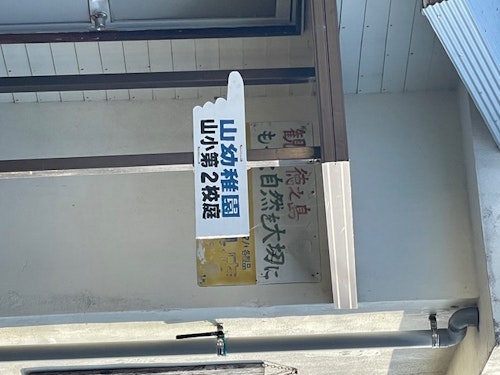 山幼稚園
山小第2校庭
観 徳之島
自然を大切に